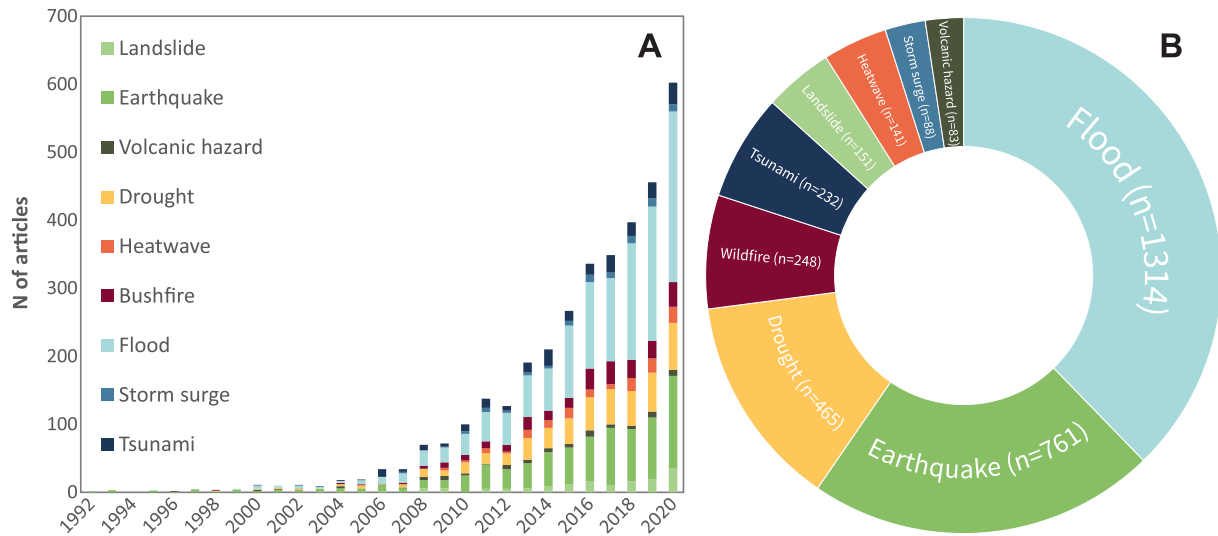 A
N of articles
700
600
500
400
300
200
100
0
Landslide
Earthquake
Volcanic hazard
Drought
Heatwave
Bushfire
Flood
Storm surge
Tsunami
1992
1994
1996
1998
2000
2002
2004
2006
2008
2010
2012
2014
2016
2018
2020
B
Flood (n=1314)
Earthquake (n=761)
Drought (n=465)
Wildfire (n=248)
Tsunami (n=232)
Landslide (n=151)
Heatwave (n=141)
Storm surge (n=88)
Volcanic hazard (n=83)